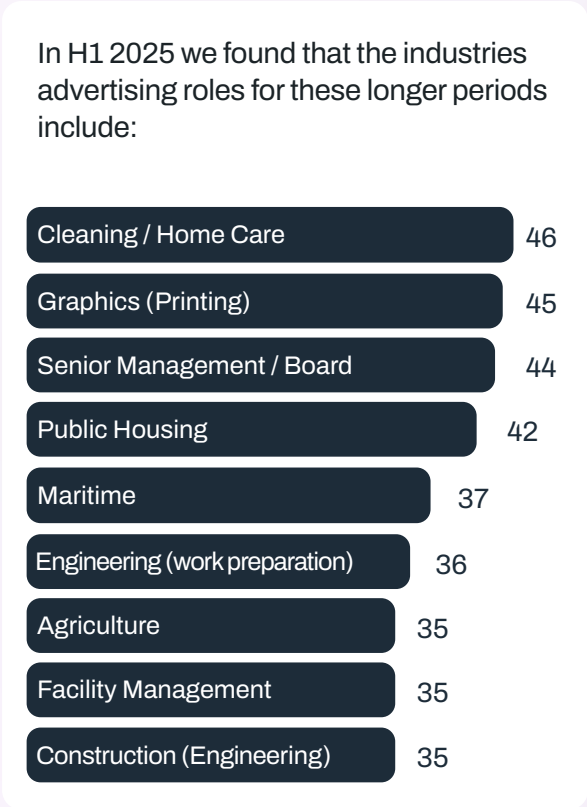 In H1 2025 we found that the industries
advertising roles for these longer periods
include:
Cleaning / Home Care 46
Graphics (Printing) 45
Senior Management / Board 44
Public Housing 42
Maritime 37
Engineering (work preparation) 36
Agriculture 35
Facility Management 35
Construction (Engineering) 35